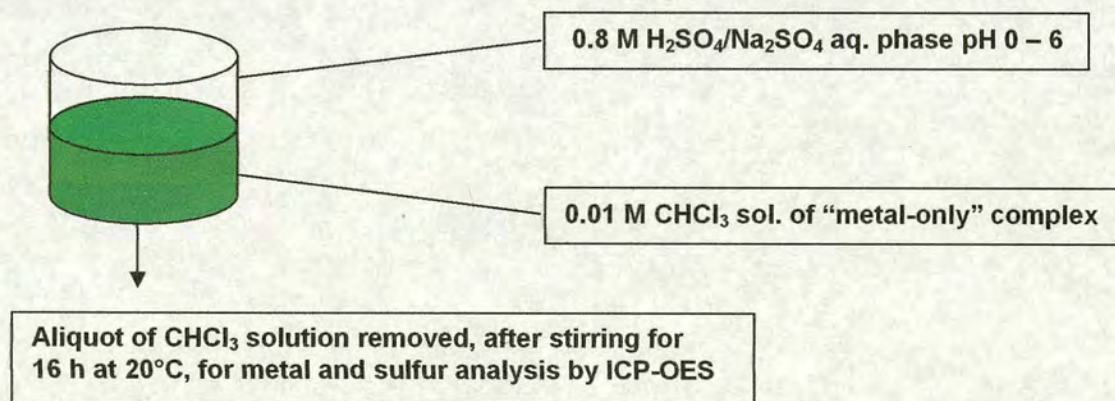 0.8 M H₂SO₄/Na₂SO₄ aq. phase pH 0 – 6
0.01 M CHCl₃ sol. of “metal-only” complex
Aliquot of CHCl₃ solution removed, after stirring for
16 h at 20°C, for metal and sulfur analysis by ICP-OES